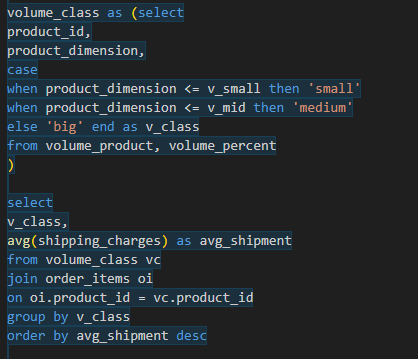 volume_class as (select
product_id,
product_dimension,
case
when product_dimension <= v_small then 'small'
when product_dimension <= v_mid then 'medium'
else 'big' end as v_class
from volume_product, volume_percent
)

select
v_class,
avg(shipping_charges) as avg_shipment
from volume_class vc
join order_items oi
on oi.product_id = vc.product_id
group by v_class
order by avg_shipment desc